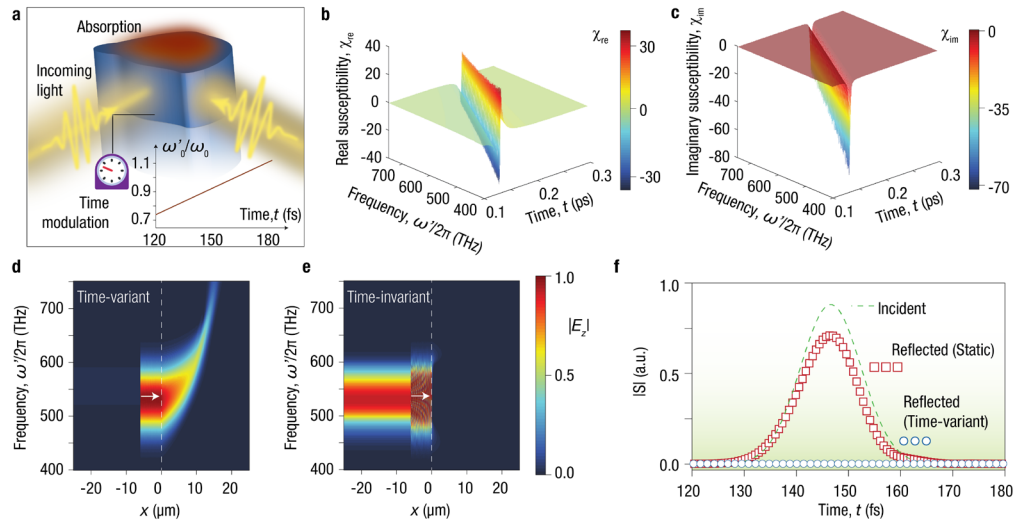 a
Absorption
Incoming
light
ω'₀/ω₀
1.1
0.9
0.7
Time
modulation
Time, t (fs)
120 150 180
b
Real susceptibility, χre
40
20
0
-20
-40
700
600
500
400
Frequency, ω'/2π (THz)
0.1
0.2
0.3
Time, t (ps)
χre
30
0
-30
c
Imaginary susceptibility, χim
0
-20
-40
-60
-80
700
600
500
400
Frequency, ω'/2π (THz)
0.1
0.2
0.3
Time, t (ps)
χim
0
-35
-70
d
Time-variant
Frequency, ω'/2π (THz)
700
600
500
400
-20 -10 0 10 20
x (μm)
e
Time-invariant
Frequency, ω'/2π (THz)
700
600
500
400
-20 -10 0 10 20
x (μm)
1.0
|Ez|
0.5
0.0
f
|S| (a.u.)
1.0
0.5
0.0
Incident
Reflected (Static)
Reflected
(Time-variant)
120 130 140 150 160 170 180
Time, t (fs)